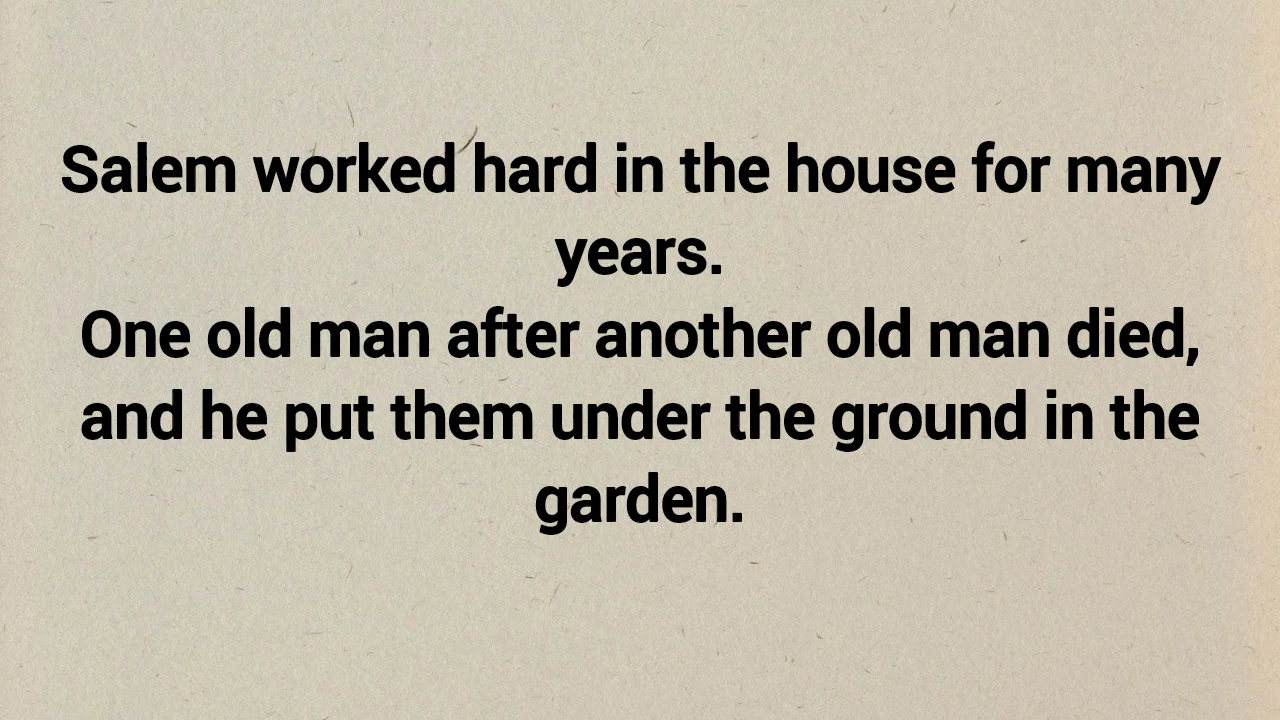 Salem worked hard in the house for many
years.
One old man after another old man died,
and he put them under the ground in the
garden.